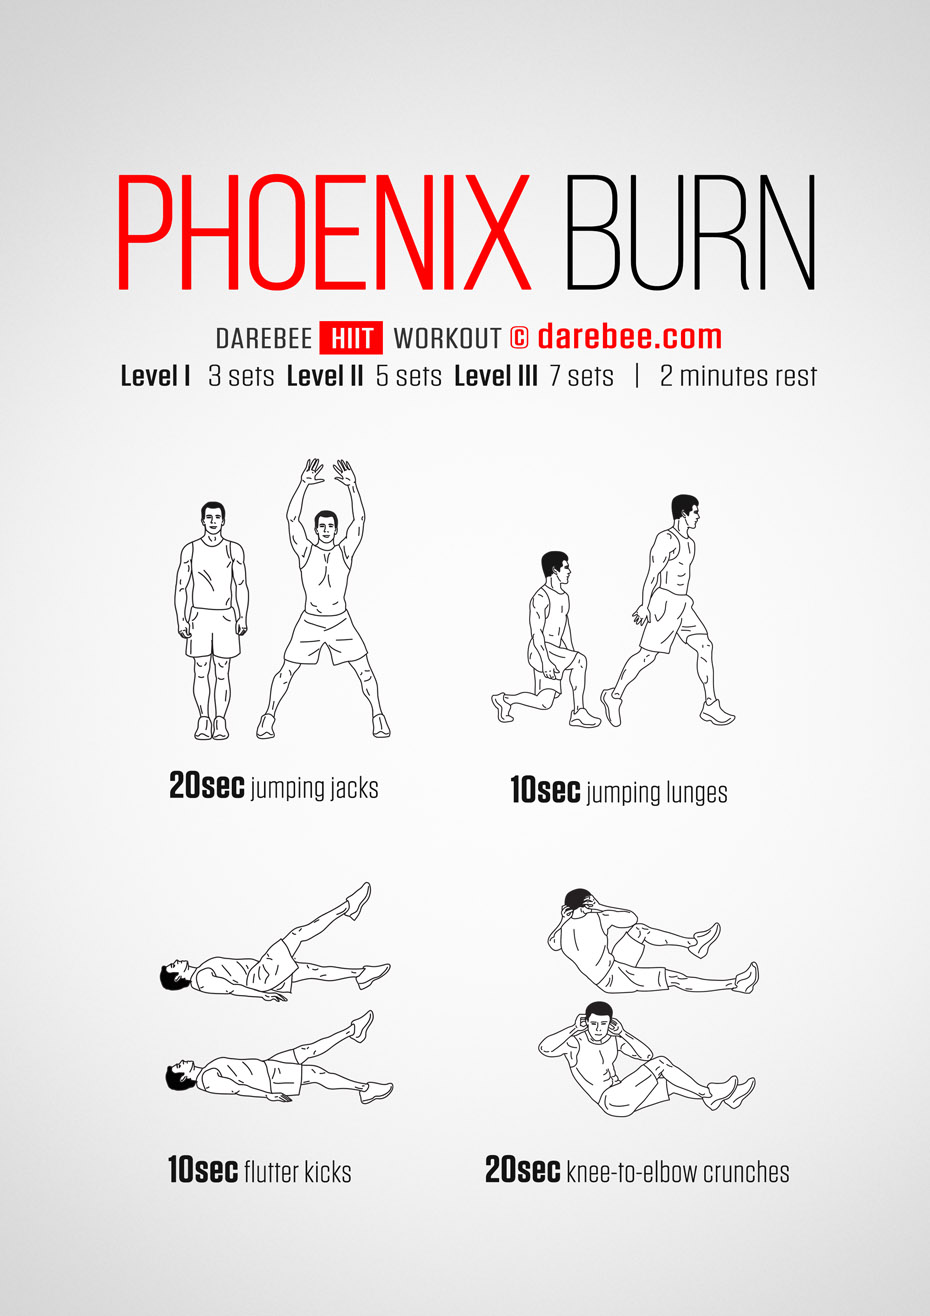 PHOENIX BURN
DAREBEE HIIT WORKOUT © darebee.com
Level I 3 sets Level II 5 sets Level III 7 sets | 2 minutes rest
20sec jumping jacks
10sec jumping lunges
10sec flutter kicks
20sec knee-to-elbow crunches